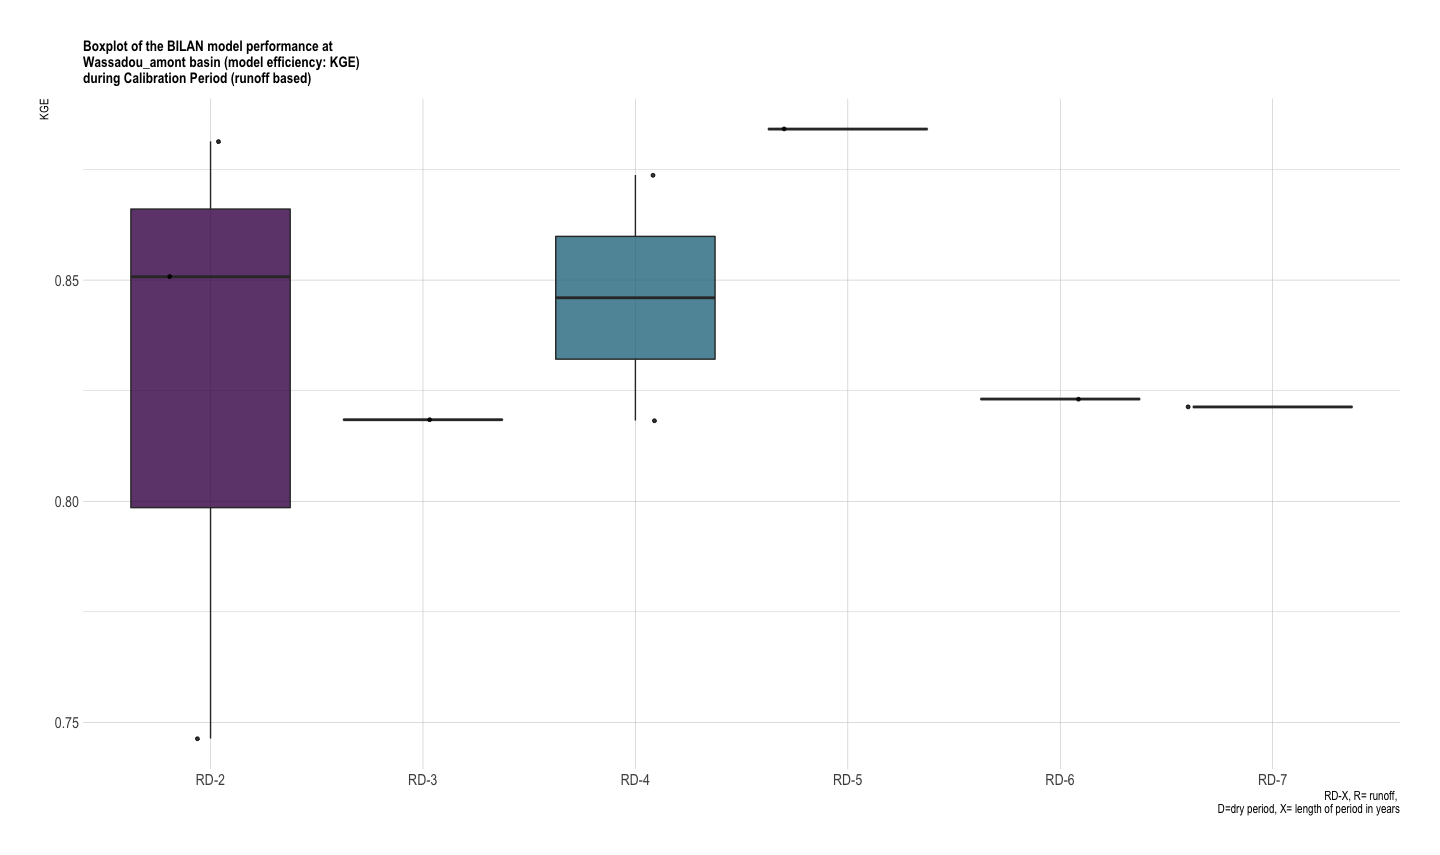 Boxplot of the BILAN model performance at
Wassadou_amont basin (model efficiency: KGE)
during Calibration Period (runoff based)
KGE
0.85
0.80
0.75
RD-2 RD-3 RD-4 RD-5 RD-6 RD-7
RD-X, R= runoff,
D=dry period, X= length of period in years